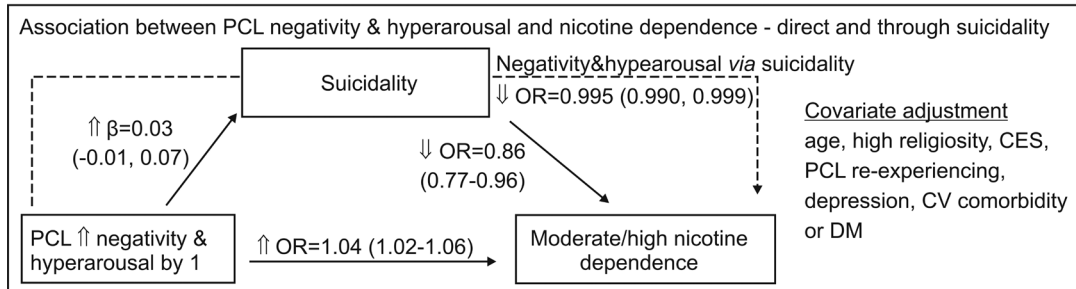 Association between PCL negativity & hyperarousal and nicotine dependence - direct and through suicidality
Suicidality
Negativity&hypearousal via suicidality
⇓ OR=0.995 (0.990, 0.999)
⇑ β=0.03
(-0.01, 0.07)
⇓ OR=0.86
(0.77-0.96)
Covariate adjustment
age, high religiosity, CES,
PCL re-experiencing,
depression, CV comorbidity
or DM
PCL ⇑ negativity &
hyperarousal by 1
⇑ OR=1.04 (1.02-1.06)
Moderate/high nicotine
dependence